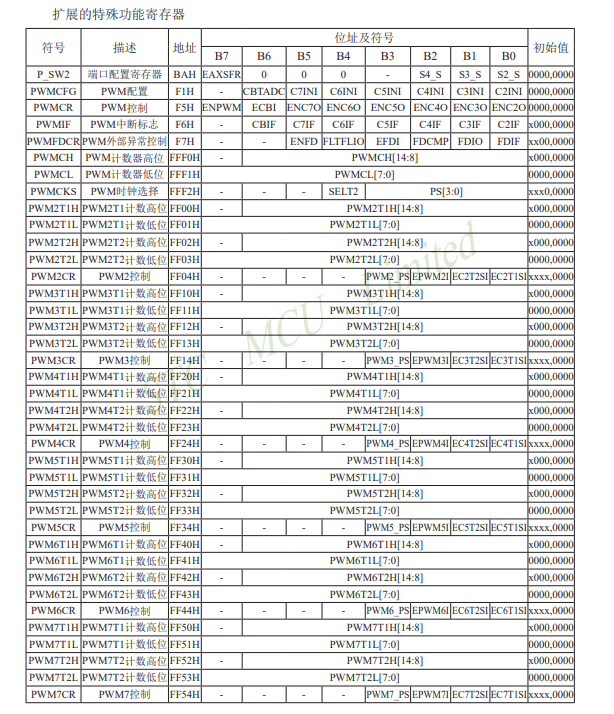 扩展的特殊功能寄存器
符号 描述 地址 位址及符号 初始值
B7 B6 B5 B4 B3 B2 B1 B0
P_SW2 端口配置寄存器 BAH EAXSFR 0 0 0 - S4_S S3_S S2_S 0000,0000
PWMCFG PWM配置 F1H - CBTADC C7INI C6INI C5INI C4INI C3INI C2INI 0000,0000
PWMCR PWM控制 F5H ENPWM ECBI ENC7O ENC6O ENC5O ENC4O ENC3O ENC2O 0000,0000
PWMIF PWM中断标志 F6H - CBIF C7IF C6IF C5IF C4IF C3IF C2IF x000,0000
PWMFDCR PWM外部异常控制 F7H - - ENFD FLTFLIO EFDI FDCMP FDIO FDIF xx00,0000
PWMCH PWM计数器高位 FFF0H - PWMCH[14:8] x000,0000
PWMCL PWM计数器低位 FFF1H PWMCL[7:0] 0000,0000
PWMCKS PWM时钟选择 FFF2H - - - SELT2 PS[3:0] xxx0,0000
PWM2T1H PWM2T1计数高位 FF00H - PWM2T1H[14:8] x000,0000
PWM2T1L PWM2T1计数低位 FF01H PWM2T1L[7:0] 0000,0000
PWM2T2H PWM2T2计数高位 FF02H - PWM2T2H[14:8] x000,0000
PWM2T2L PWM2T2计数低位 FF03H PWM2T2L[7:0] 0000,0000
PWM2CR PWM2控制 FF04H - - - - PWM2_PS EPWM2I EC2T2SI EC2T1SI xxxx,0000
PWM3T1H PWM3T1计数高位 FF10H - PWM3T1H[14:8] x000,0000
PWM3T1L PWM3T1计数低位 FF11H PWM3T1L[7:0] 0000,0000
PWM3T2H PWM3T2计数高位 FF12H - PWM3T2H[14:8] x000,0000
PWM3T2L PWM3T2计数低位 FF13H PWM3T2L[7:0] 0000,0000
PWM3CR PWM3控制 FF14H - - - - PWM3_PS EPWM3I EC3T2SI EC3T1SI xxxx,0000
PWM4T1H PWM4T1计数高位 FF20H - PWM4T1H[14:8] x000,0000
PWM4T1L PWM4T1计数低位 FF21H PWM4T1L[7:0] 0000,0000
PWM4T2H PWM4T2计数高位 FF22H - PWM4T2H[14:8] x000,0000
PWM4T2L PWM4T2计数低位 FF23H PWM4T2L[7:0] 0000,0000
PWM4CR PWM4控制 FF24H - - - - PWM4_PS EPWM4I EC4T2SI EC4T1SI xxxx,0000
PWM5T1H PWM5T1计数高位 FF30H - PWM5T1H[14:8] x000,0000
PWM5T1L PWM5T1计数低位 FF31H PWM5T1L[7:0] 0000,0000
PWM5T2H PWM5T2计数高位 FF32H - PWM5T2H[14:8] x000,0000
PWM5T2L PWM5T2计数低位 FF33H PWM5T2L[7:0] 0000,0000
PWM5CR PWM5控制 FF34H - - - - PWM5_PS EPWM5I EC5T2SI EC5T1SI xxxx,0000
PWM6T1H PWM6T1计数高位 FF40H - PWM6T1H[14:8] x000,0000
PWM6T1L PWM6T1计数低位 FF41H PWM6T1L[7:0] 0000,0000
PWM6T2H PWM6T2计数高位 FF42H - PWM6T2H[14:8] x000,0000
PWM6T2L PWM6T2计数低位 FF43H PWM6T2L[7:0] 0000,0000
PWM6CR PWM6控制 FF44H - - - - PWM6_PS EPWM6I EC6T2SI EC6T1SI xxxx,0000
PWM7T1H PWM7T1计数高位 FF50H - PWM7T1H[14:8] x000,0000
PWM7T1L PWM7T1计数低位 FF51H PWM7T1L[7:0] 0000,0000
PWM7T2H PWM7T2计数高位 FF52H - PWM7T2H[14:8] x000,0000
PWM7T2L PWM7T2计数低位 FF53H PWM7T2L[7:0] 0000,0000
PWM7CR PWM7控制 FF54H - - - - PWM7_PS EPWM7I EC7T2SI EC7T1SI xxxx,0000
MCU Limited